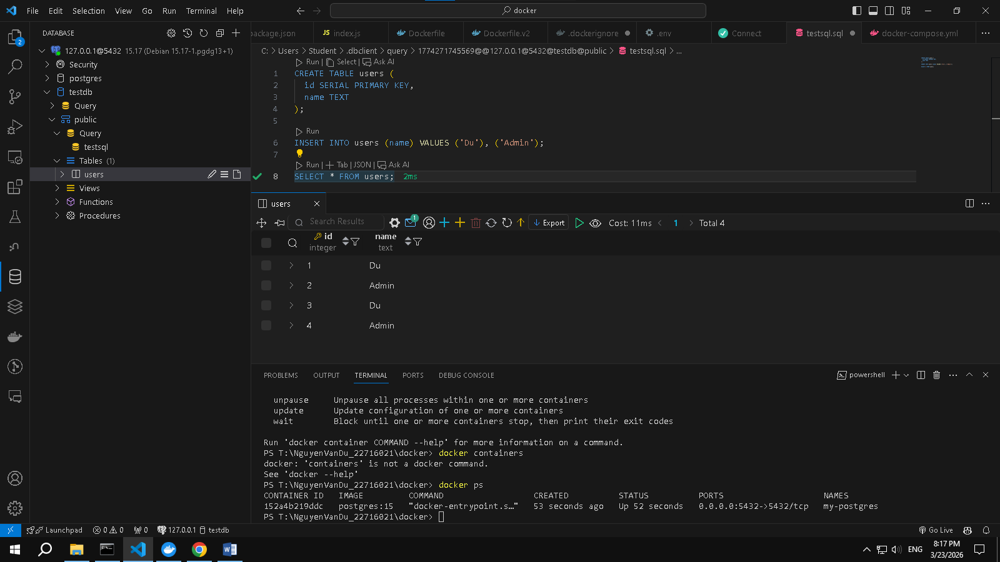 File Edit Selection View Go Run Terminal Help
docker
DATABASE
package.json
index.js
Dockerfile
Dockerfile.v2
.dockerignore
.env
Connect
testsql.sql
docker-compose.yml
C: > Users > Student > .dbclient > query > 1774271745569@@127.0.0.1@5432@testdb@public > testsql.sql > ...
2
127.0.0.1@5432 15.17 (Debian 15.17-1.pgdg13+1)
Security
postgres
testdb
Query
public
Query
testsql
Tables (1)
users
Views
Functions
Procedures
Run | Select | Ask AI
1 CREATE TABLE users (
2 id SERIAL PRIMARY KEY,
3 name TEXT
4 );
5
Run
6 INSERT INTO users (name) VALUES ('Du'), ('Admin');
7
Run | Tab | JSON | Ask AI
8 SELECT * FROM users; 2ms
users
Search Results
1
Export
Cost: 11ms < 1 > Total 4
id name
integer text
1 Du
2 Admin
3 Du
4 Admin
PROBLEMS OUTPUT TERMINAL PORTS DEBUG CONSOLE
powershell
unpause Unpause all processes within one or more containers
update Update configuration of one or more containers
wait Block until one or more containers stop, then print their exit codes
Run 'docker container COMMAND --help' for more information on a command.
PS T:\NguyenVanDu_22716021\docker> docker containers
docker: 'containers' is not a docker command.
See 'docker --help'
PS T:\NguyenVanDu_22716021\docker> docker ps
CONTAINER ID IMAGE COMMAND CREATED STATUS PORTS NAMES
152a4b219ddc postgres:15 "docker-entrypoint.s…" 53 seconds ago Up 52 seconds 0.0.0.0:5432->5432/tcp my-postgres
PS T:\NguyenVanDu_22716021\docker>
Launchpad 0 0 0 127.0.0.1 testdb
Go Live
ENG
8:17 PM
3/23/2026